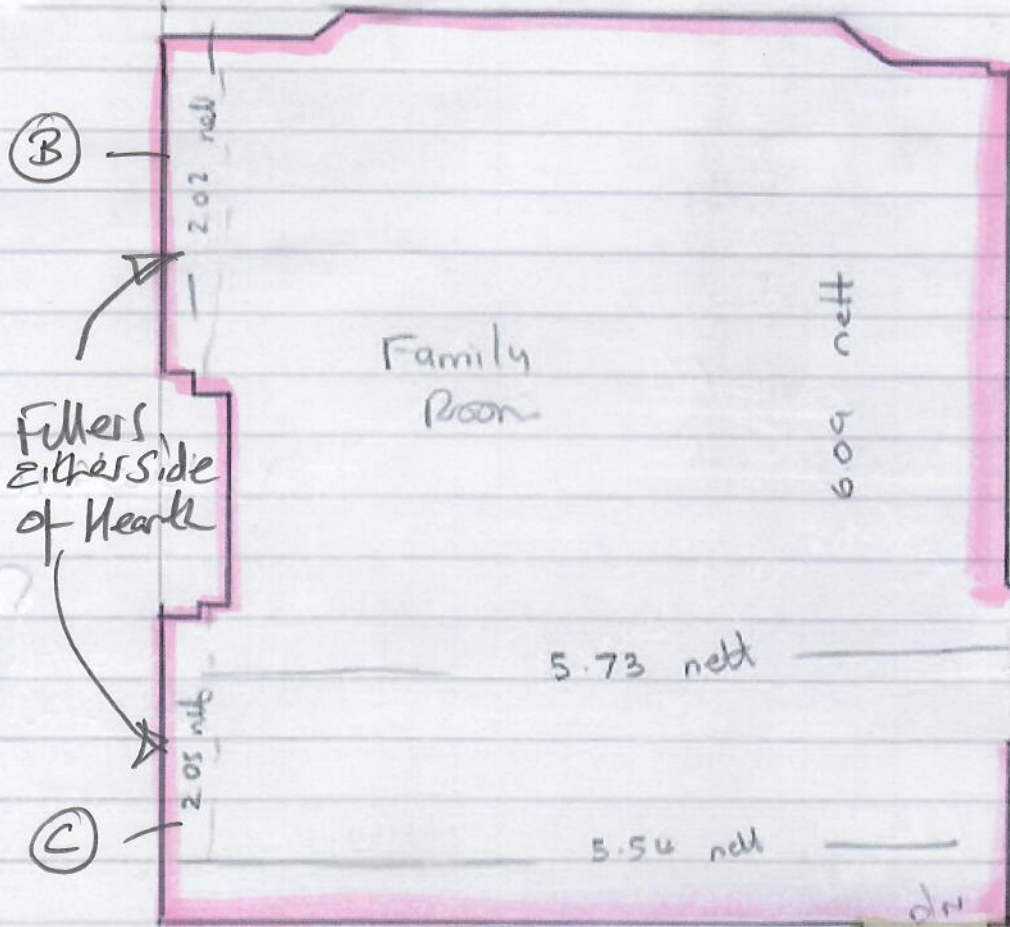 B
2.02 nett
Family
Room
6.09 nett
Fillers
Either Side
of Hearth
5.73 nett
2.05 nett
C
5.54 nett